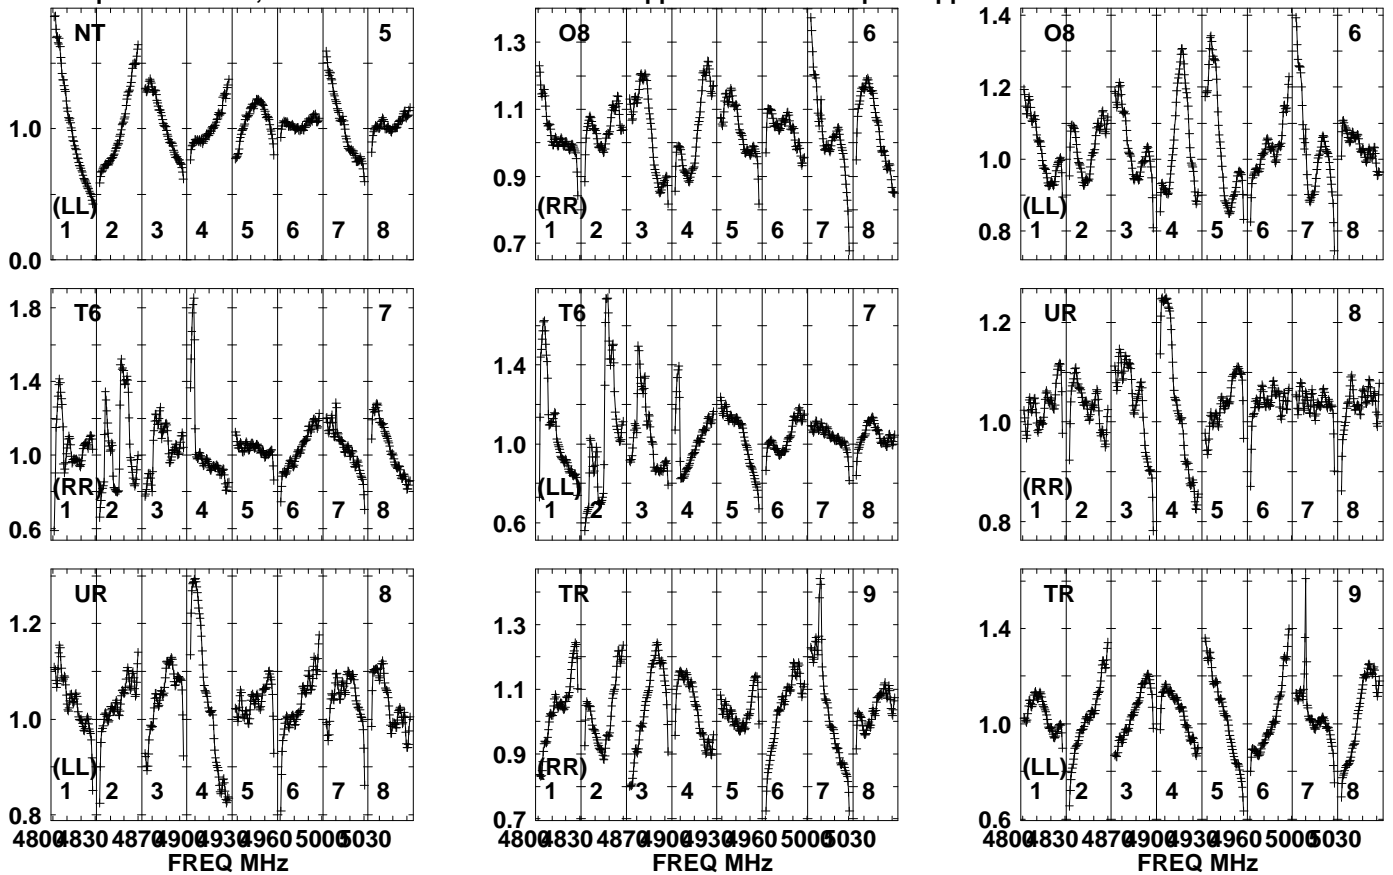 NT 5
1.0
0.0
(LL)
1 2 3 4 5 6 7 8
O8 6
1.3
1.1
0.9
0.7
(RR)
1 2 3 4 5 6 7 8
O8 6
1.4
1.2
1.0
0.8
(LL)
1 2 3 4 5 6 7 8
T6 7
1.8
1.4
1.0
0.6
(RR)
1 2 3 4 5 6 7 8
T6 7
1.4
1.0
0.6
(LL)
1 2 3 4 5 6 7 8
UR 8
1.2
1.0
0.8
(RR)
1 2 3 4 5 6 7 8
UR 8
1.2
1.0
0.8
(LL)
1 2 3 4 5 6 7 8
4800 4830 4870 4900 4930 4960 5000 5030
FREQ MHz
TR 9
1.3
1.1
0.9
0.7
(RR)
1 2 3 4 5 6 7 8
4800 4830 4870 4900 4930 4960 5000 5030
FREQ MHz
TR 9
1.4
1.0
0.6
(LL)
1 2 3 4 5 6 7 8
4800 4830 4870 4900 4930 4960 5000 5030
FREQ MHz